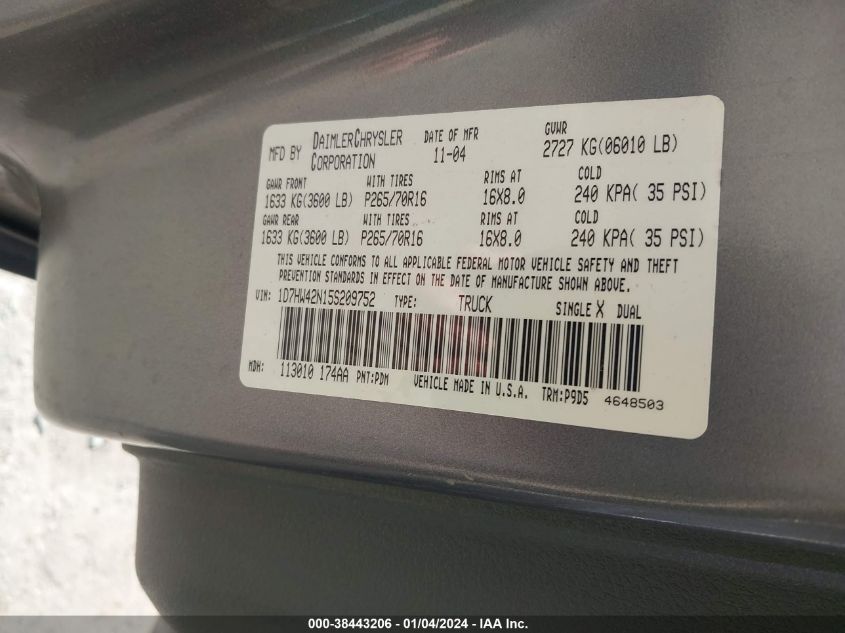 MFD BY DAIMLERCHRYSLER CORPORATION DATE OF MFR 11-04 GVWR 2727 KG(06010 LB)
GAWR FRONT WITH TIRES RIMS AT COLD
1633 KG(3600 LB) P265/70R16 16X8.0 240 KPA( 35 PSI)
GAWR REAR WITH TIRES RIMS AT COLD
1633 KG(3600 LB) P265/70R16 16X8.0 240 KPA( 35 PSI)
THIS VEHICLE CONFORMS TO ALL APPLICABLE FEDERAL MOTOR VEHICLE SAFETY AND THEFT
PREVENTION STANDARDS IN EFFECT ON THE DATE OF MANUFACTURE SHOWN ABOVE.
VIN: 1D7HW42N15S209752 TYPE: TRUCK SINGLE X DUAL
MDH: 113010 174AA PNT:PDM VEHICLE MADE IN U.S.A. TRM:P9D5 4648503
000-38443206 - 01/04/2024 - IAA Inc.